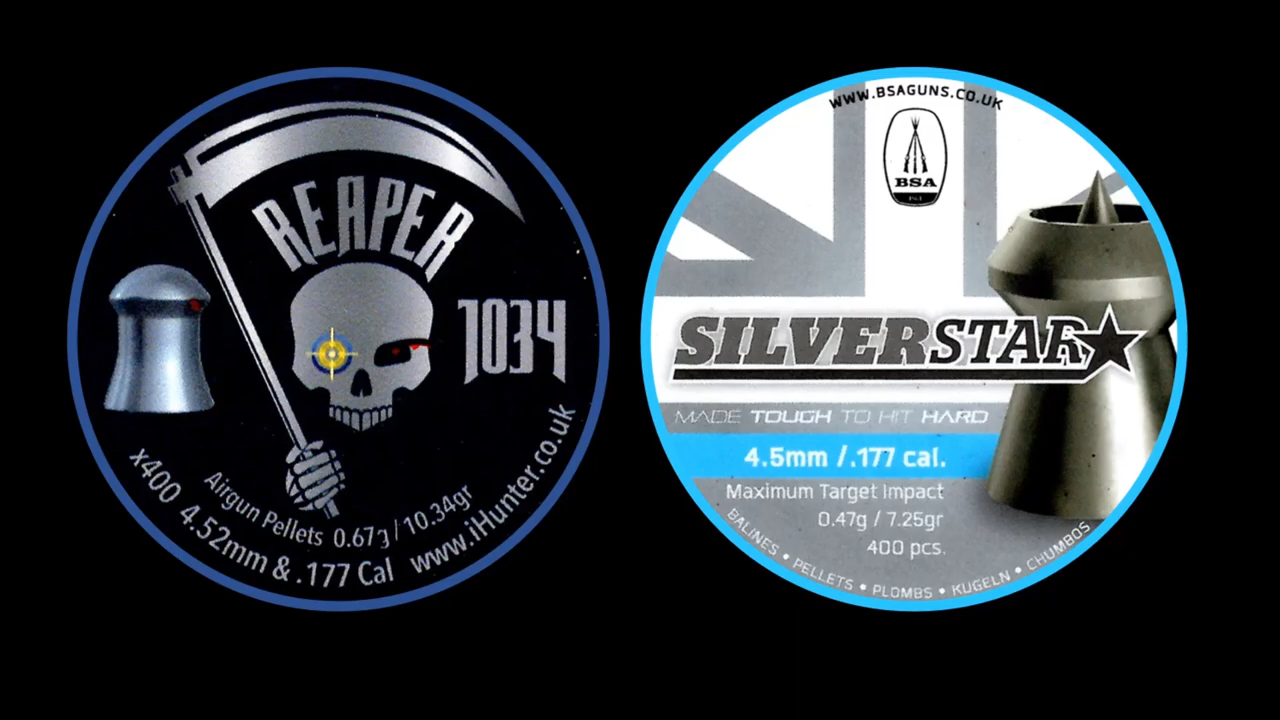 REAPER
1034
Airgun Pellets 0.67g / 10.34gr
x400 4.52mm & .177 Cal www.iHunter.co.uk
WWW.BSAGUNS.CO.UK
BSA
SILVERSTAR
MADE TOUGH TO HIT HARD
4.5mm / .177 cal.
Maximum Target Impact
0.47g / 7.25gr
400 pcs.
BALINES • PELLETS • PLOMBS • KUGELN • CHUMBOS